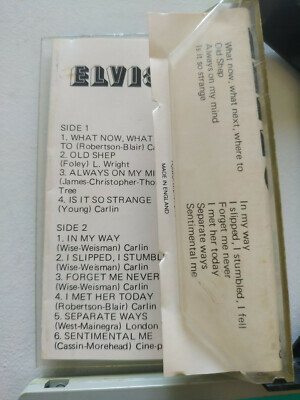 ELVIS
SIDE 1
1. WHAT NOW, WHAT
TO (Robertson-Blair) Ca
2. OLD SHEP
(Foley) L. Wright
3. ALWAYS ON MY MI
(James-Christopher-Tho
Tree
4. IS IT SO STRANGE
(Young) Carlin
SIDE 2
1. IN MY WAY
(Wise-Weisman) Carlin
2. I SLIPPED, I STUMB
(Wise-Weisman) Carlin
3. FORGET ME NEVER
(Wise-Weisman) Carlin
4. I MET HER TODAY
(Robertson-Blair) Carlin
5. SEPARATE WAYS
(West-Mainegra) London
6. SENTIMENTAL ME
(Cassin-Morehead) Cine-p
MADE IN ENGLAND
What now, what next, where to
Old Shep
Always on my mind
Is it so strange
In my way
I slipped, I stumbled, I fell
Forget me never
I met her today
Separate ways
Sentimental me